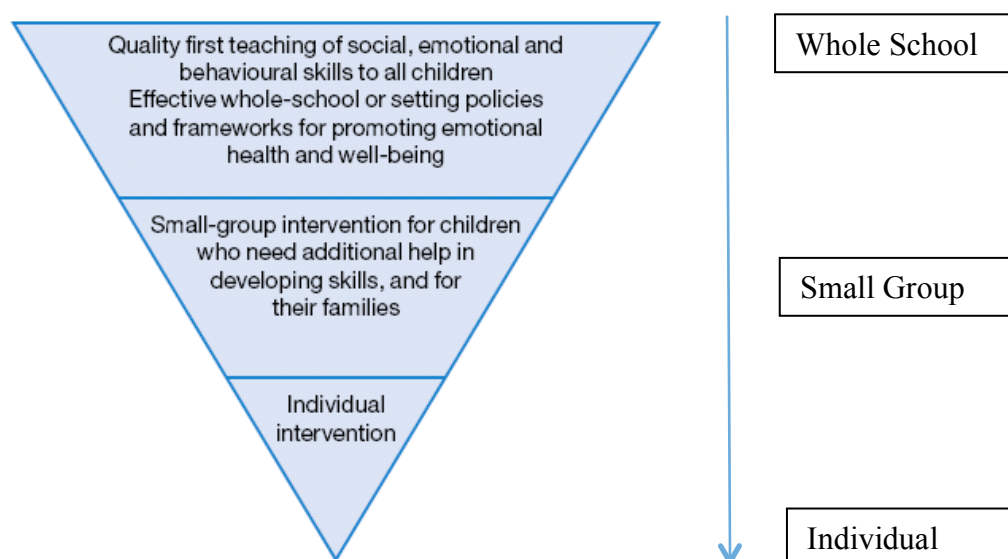 Quality first teaching of social, emotional and
behavioural skills to all children
Effective whole-school or setting policies
and frameworks for promoting emotional
health and well-being
Whole School
Small-group intervention for children
who need additional help in
developing skills, and for
their families
Small Group
Individual
intervention
Individual